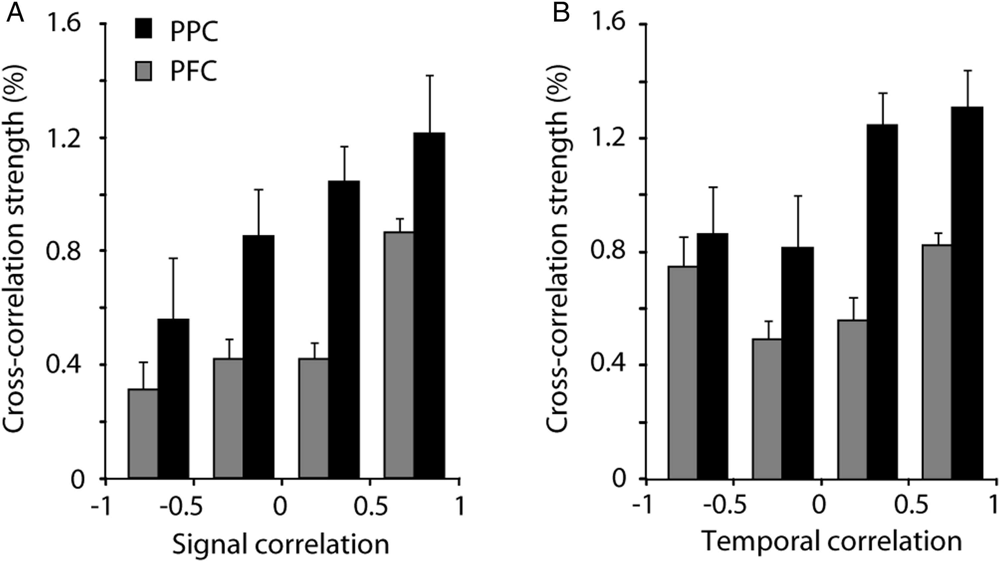 A
1.6
1.2
0.8
0.4
0
Cross-correlation strength (%)
PPC
PFC
-1 -0.5 0 0.5 1
Signal correlation
B
1.6
1.2
0.8
0.4
0
Cross-correlation strength (%)
-1 -0.5 0 0.5 1
Temporal correlation